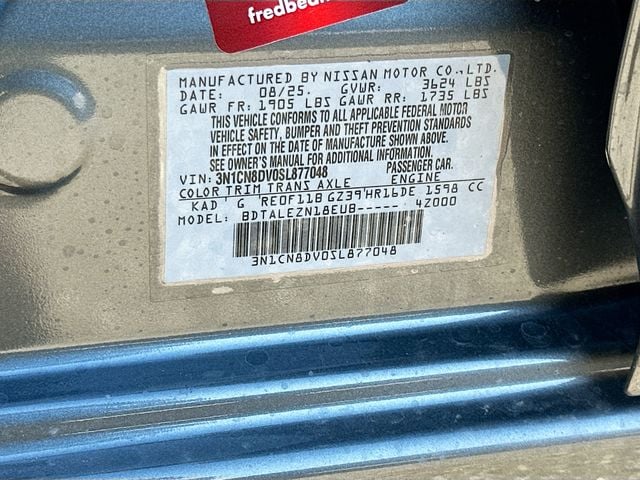 fredbea
MANUFACTURED BY NISSAN MOTOR CO.,LTD.
DATE: 08/25. GVWR: 3624 LBS
GAWR FR: 1905 LBS GAWR RR: 1735 LBS
THIS VEHICLE CONFORMS TO ALL APPLICABLE FEDERAL MOTOR
VEHICLE SAFETY, BUMPER AND THEFT PREVENTION STANDARDS
IN EFFECT ON THE DATE OF MANUFACTURE SHOWN ABOVE.
SEE OWNER'S MANUAL FOR ADDITIONAL INFORMATION.
VIN: 3N1CN8DV0SL877048 PASSENGER CAR.
COLOR TRIM TRANS AXLE ENGINE
KAD G RE0F11B GZ39 HR16DE 1598 CC
MODEL: BDTALEZN18EUB----- 4Z000
3N1CN8DV0SL877048